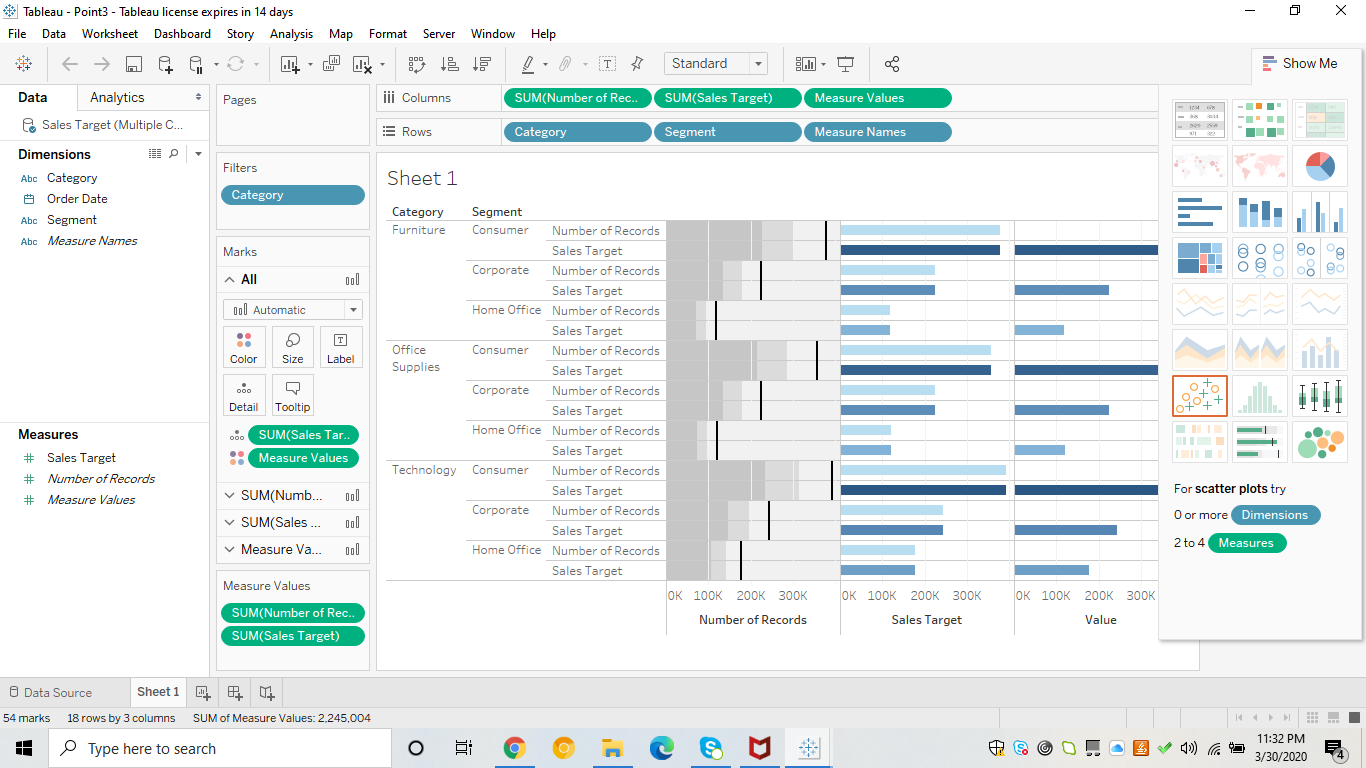 Tableau - Point3 - Tableau license expires in 14 days
File Data Worksheet Dashboard Story Analysis Map Format Server Window Help
Standard
Show Me
Data Analytics
Sales Target (Multiple C...
Dimensions
Abc Category
Order Date
Abc Segment
Abc Measure Names
Measures
Sales Target
Number of Records
Measure Values
Pages
Filters
Category
Marks
All
Automatic
Color Size Label
Detail Tooltip
SUM(Sales Tar..
Measure Values
SUM(Numb...
SUM(Sales ...
Measure Va...
Measure Values
SUM(Number of Rec..
SUM(Sales Target)
Columns SUM(Number of Rec.. SUM(Sales Target) Measure Values
Rows Category Segment Measure Names
Sheet 1
Category Segment
Furniture Consumer Number of Records
Sales Target
Corporate Number of Records
Sales Target
Home Office Number of Records
Sales Target
Office Supplies Consumer Number of Records
Sales Target
Corporate Number of Records
Sales Target
Home Office Number of Records
Sales Target
Technology Consumer Number of Records
Sales Target
Corporate Number of Records
Sales Target
Home Office Number of Records
Sales Target
0K 100K 200K 300K 0K 100K 200K 300K 0K 100K 200K 300K
Number of Records Sales Target Value
For scatter plots try
0 or more Dimensions
2 to 4 Measures
Data Source Sheet 1
54 marks 18 rows by 3 columns SUM of Measure Values: 2,245,004
Type here to search
11:32 PM
3/30/2020
4